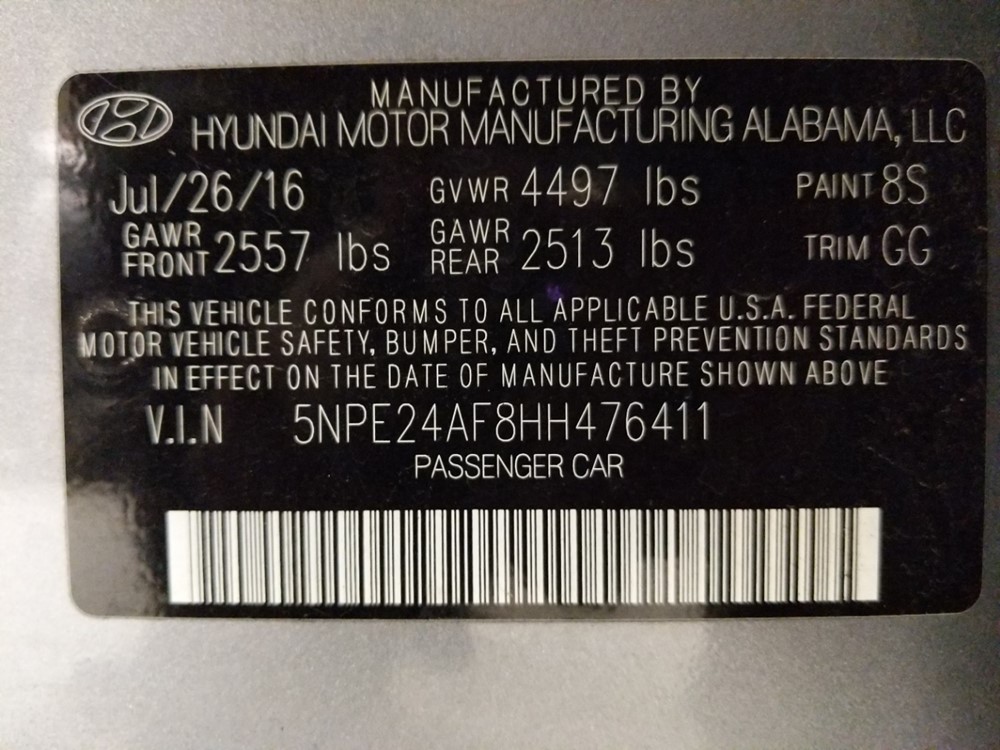 MANUFACTURED BY
HYUNDAI MOTOR MANUFACTURING ALABAMA, LLC
Jul/26/16 GVWR 4497 lbs PAINT 8S
GAWR FRONT 2557 lbs GAWR REAR 2513 lbs TRIM GG
THIS VEHICLE CONFORMS TO ALL APPLICABLE U.S.A. FEDERAL
MOTOR VEHICLE SAFETY, BUMPER, AND THEFT PREVENTION STANDARDS
IN EFFECT ON THE DATE OF MANUFACTURE SHOWN ABOVE
V.I.N 5NPE24AF8HH476411
PASSENGER CAR